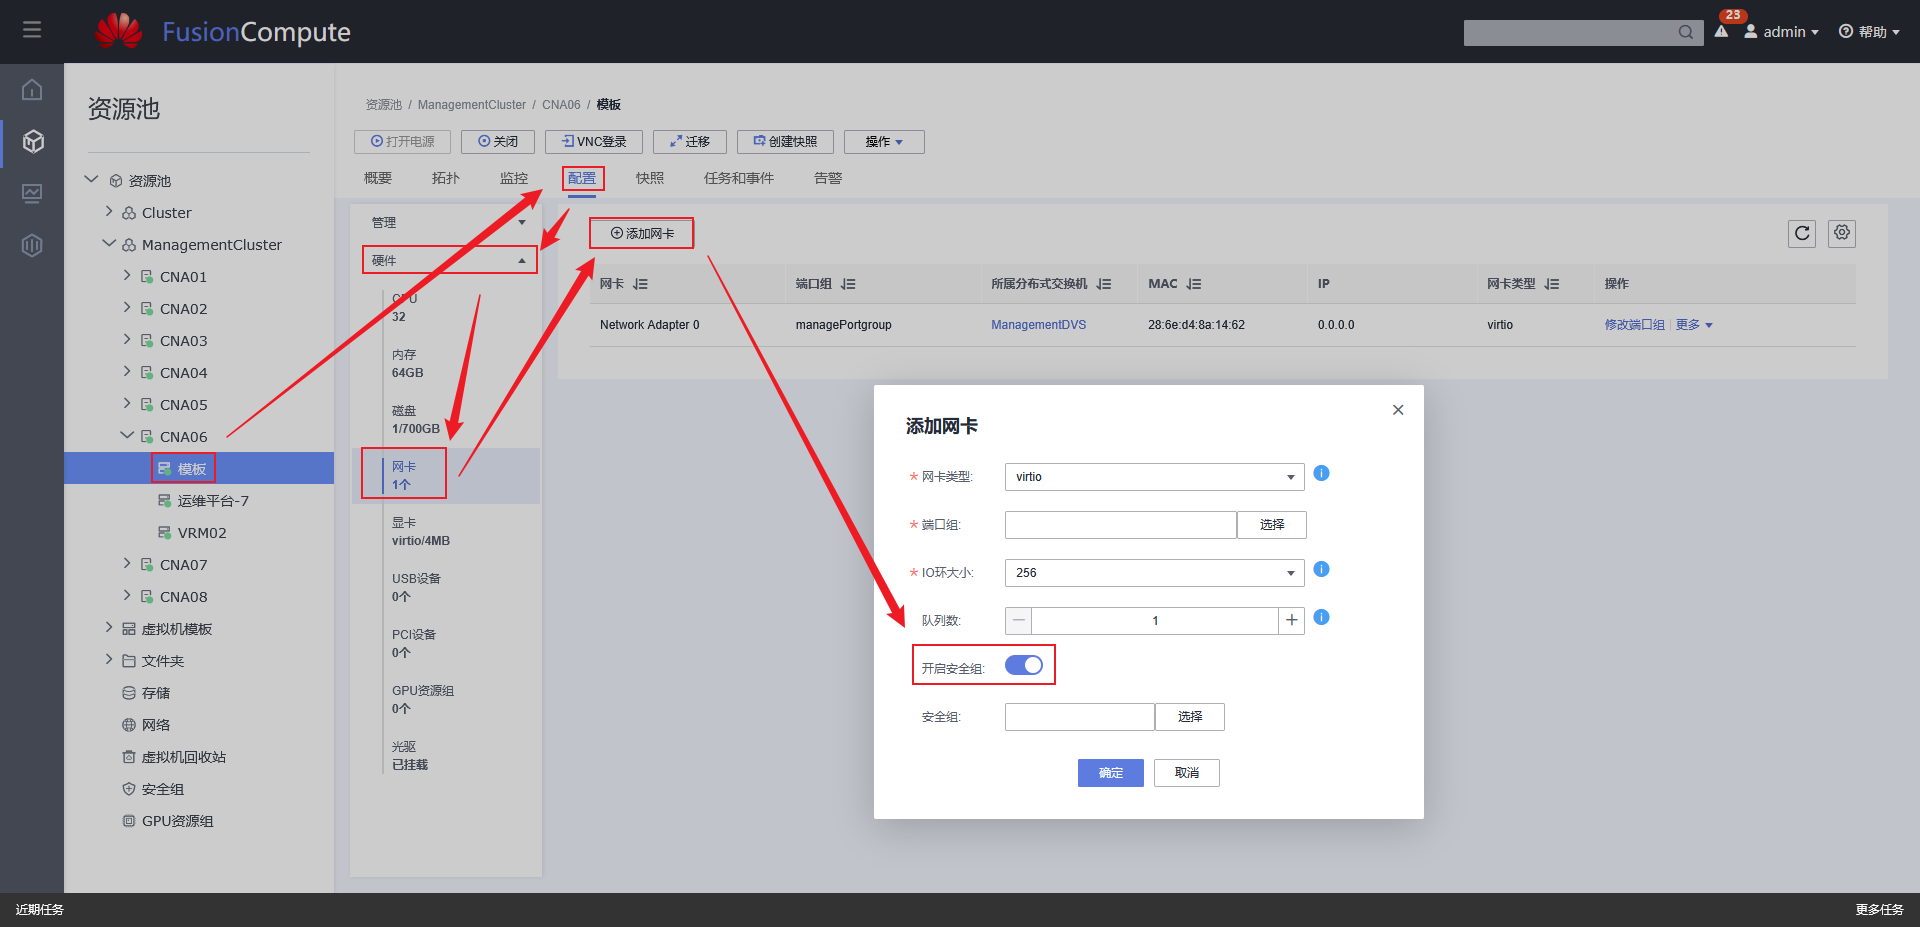 FusionCompute
23
admin
帮助
资源池
资源池
Cluster
ManagementCluster
CNA01
CNA02
CNA03
CNA04
CNA05
CNA06
模板
运维平台-7
VRM02
CNA07
CNA08
虚拟机模板
文件夹
存储
网络
虚拟机回收站
安全组
GPU资源组
资源池 / ManagementCluster / CNA06 / 模板
打开电源 关闭 VNC登录 迁移 创建快照 操作
概要 拓扑 监控 配置 快照 任务和事件 告警
管理
硬件
CPU
32
内存
64GB
磁盘
1/700GB
网卡
1个
显卡
virtio/4MB
USB设备
0个
PCI设备
0个
GPU资源组
0个
光驱
已挂载
添加网卡
网卡 端口组 所属分布式交换机 MAC IP 网卡类型 操作
Network Adapter 0 managePortgroup ManagementDVS 28:6e:d4:8a:14:62 0.0.0.0 virtio 修改端口组 更多
添加网卡
* 网卡类型: virtio
* 端口组: 选择
* IO环大小: 256
队列数: 1
开启安全组:
安全组: 选择
确定 取消
近期任务 更多任务